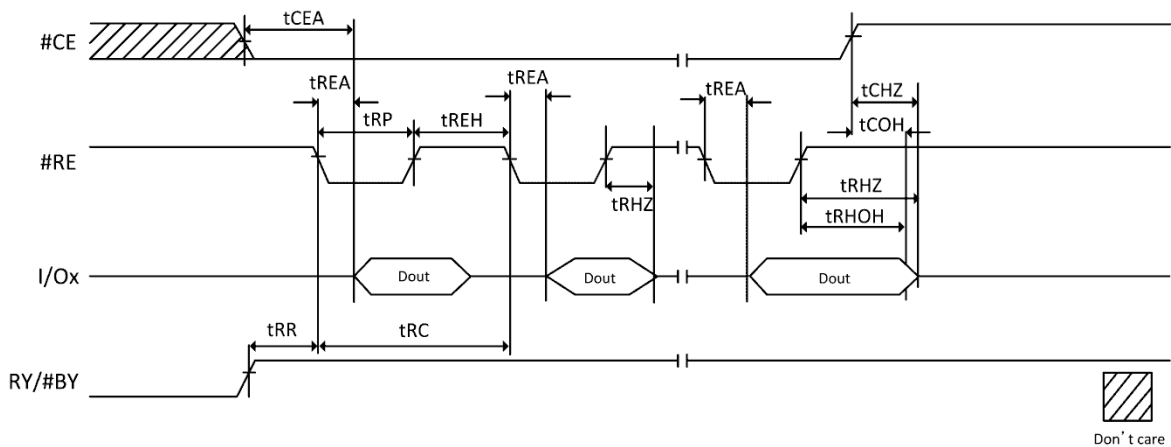 tCEA
#CE
tREA
tREA
tREA
tCHZ
tRP
tREH
tCOH
#RE
tRHZ
tRHZ
tRHOH
I/Ox
Dout
Dout
Dout
tRR
tRC
RY/#BY
Don't care